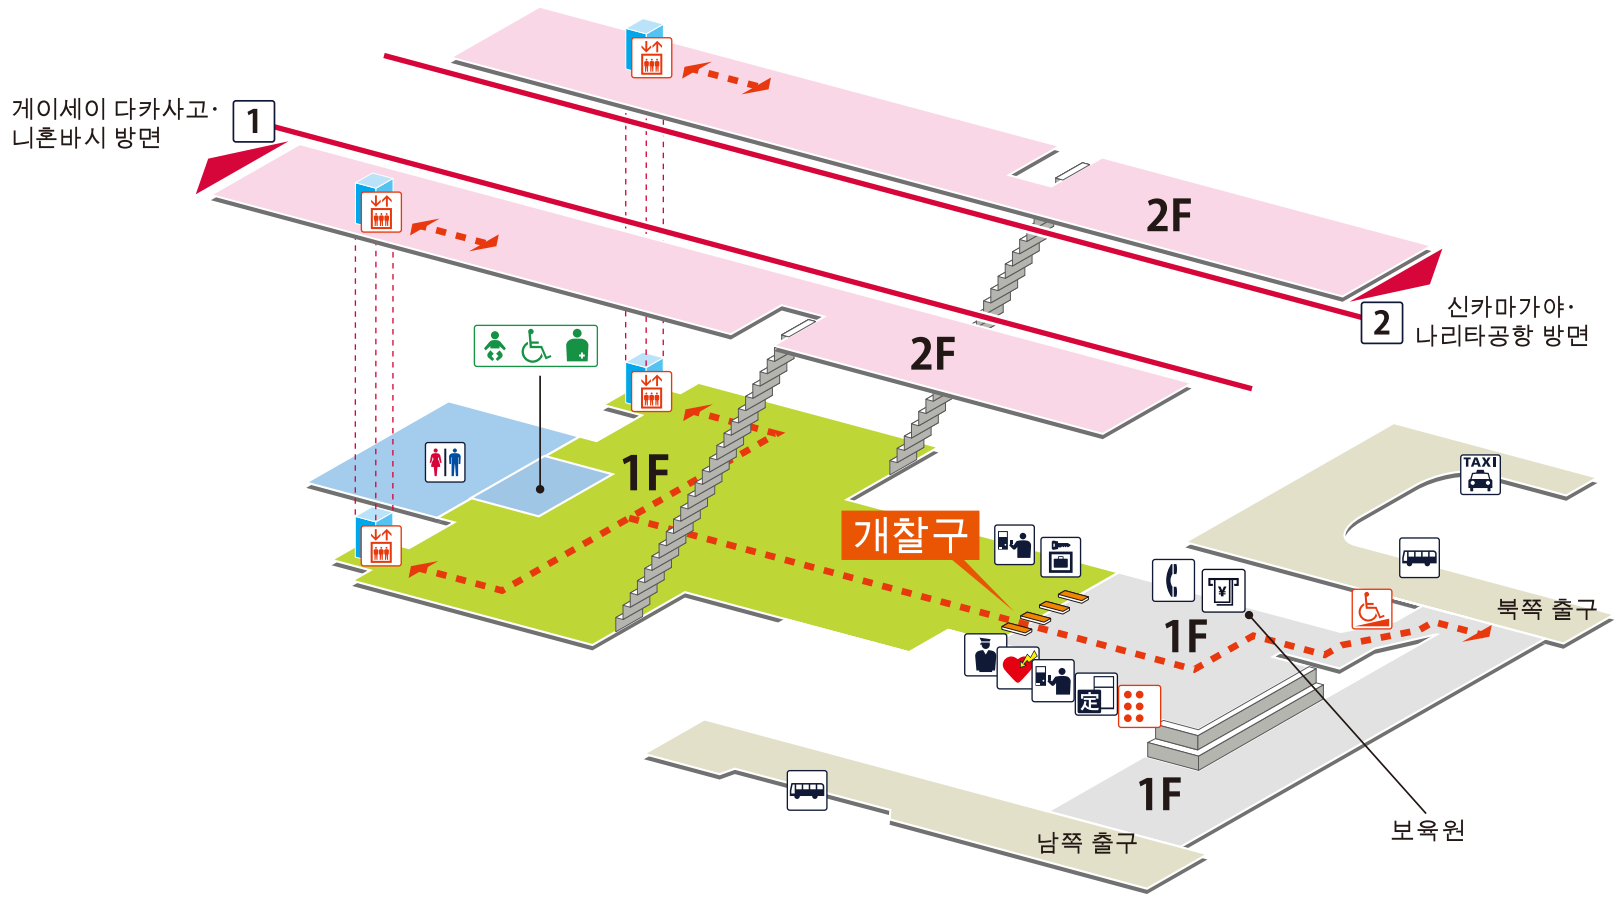 게이세이 다카사고·
니혼바시 방면
1
2F
2
신카마가야·
나리타공항 방면
2F
1F
TAXI
개찰구
¥
북쪽 출구
1F
定
1F
보육원
남쪽 출구